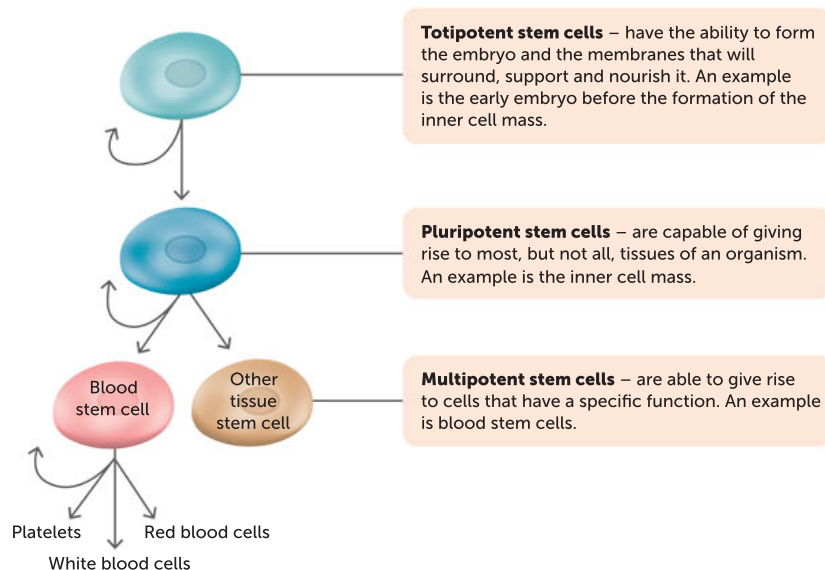 Totipotent stem cells – have the ability to form
the embryo and the membranes that will
surround, support and nourish it. An example
is the early embryo before the formation of the
inner cell mass.
Pluripotent stem cells – are capable of giving
rise to most, but not all, tissues of an organism.
An example is the inner cell mass.
Blood
stem cell
Other
tissue
stem cell
Multipotent stem cells – are able to give rise
to cells that have a specific function. An example
is blood stem cells.
Platelets
Red blood cells
White blood cells